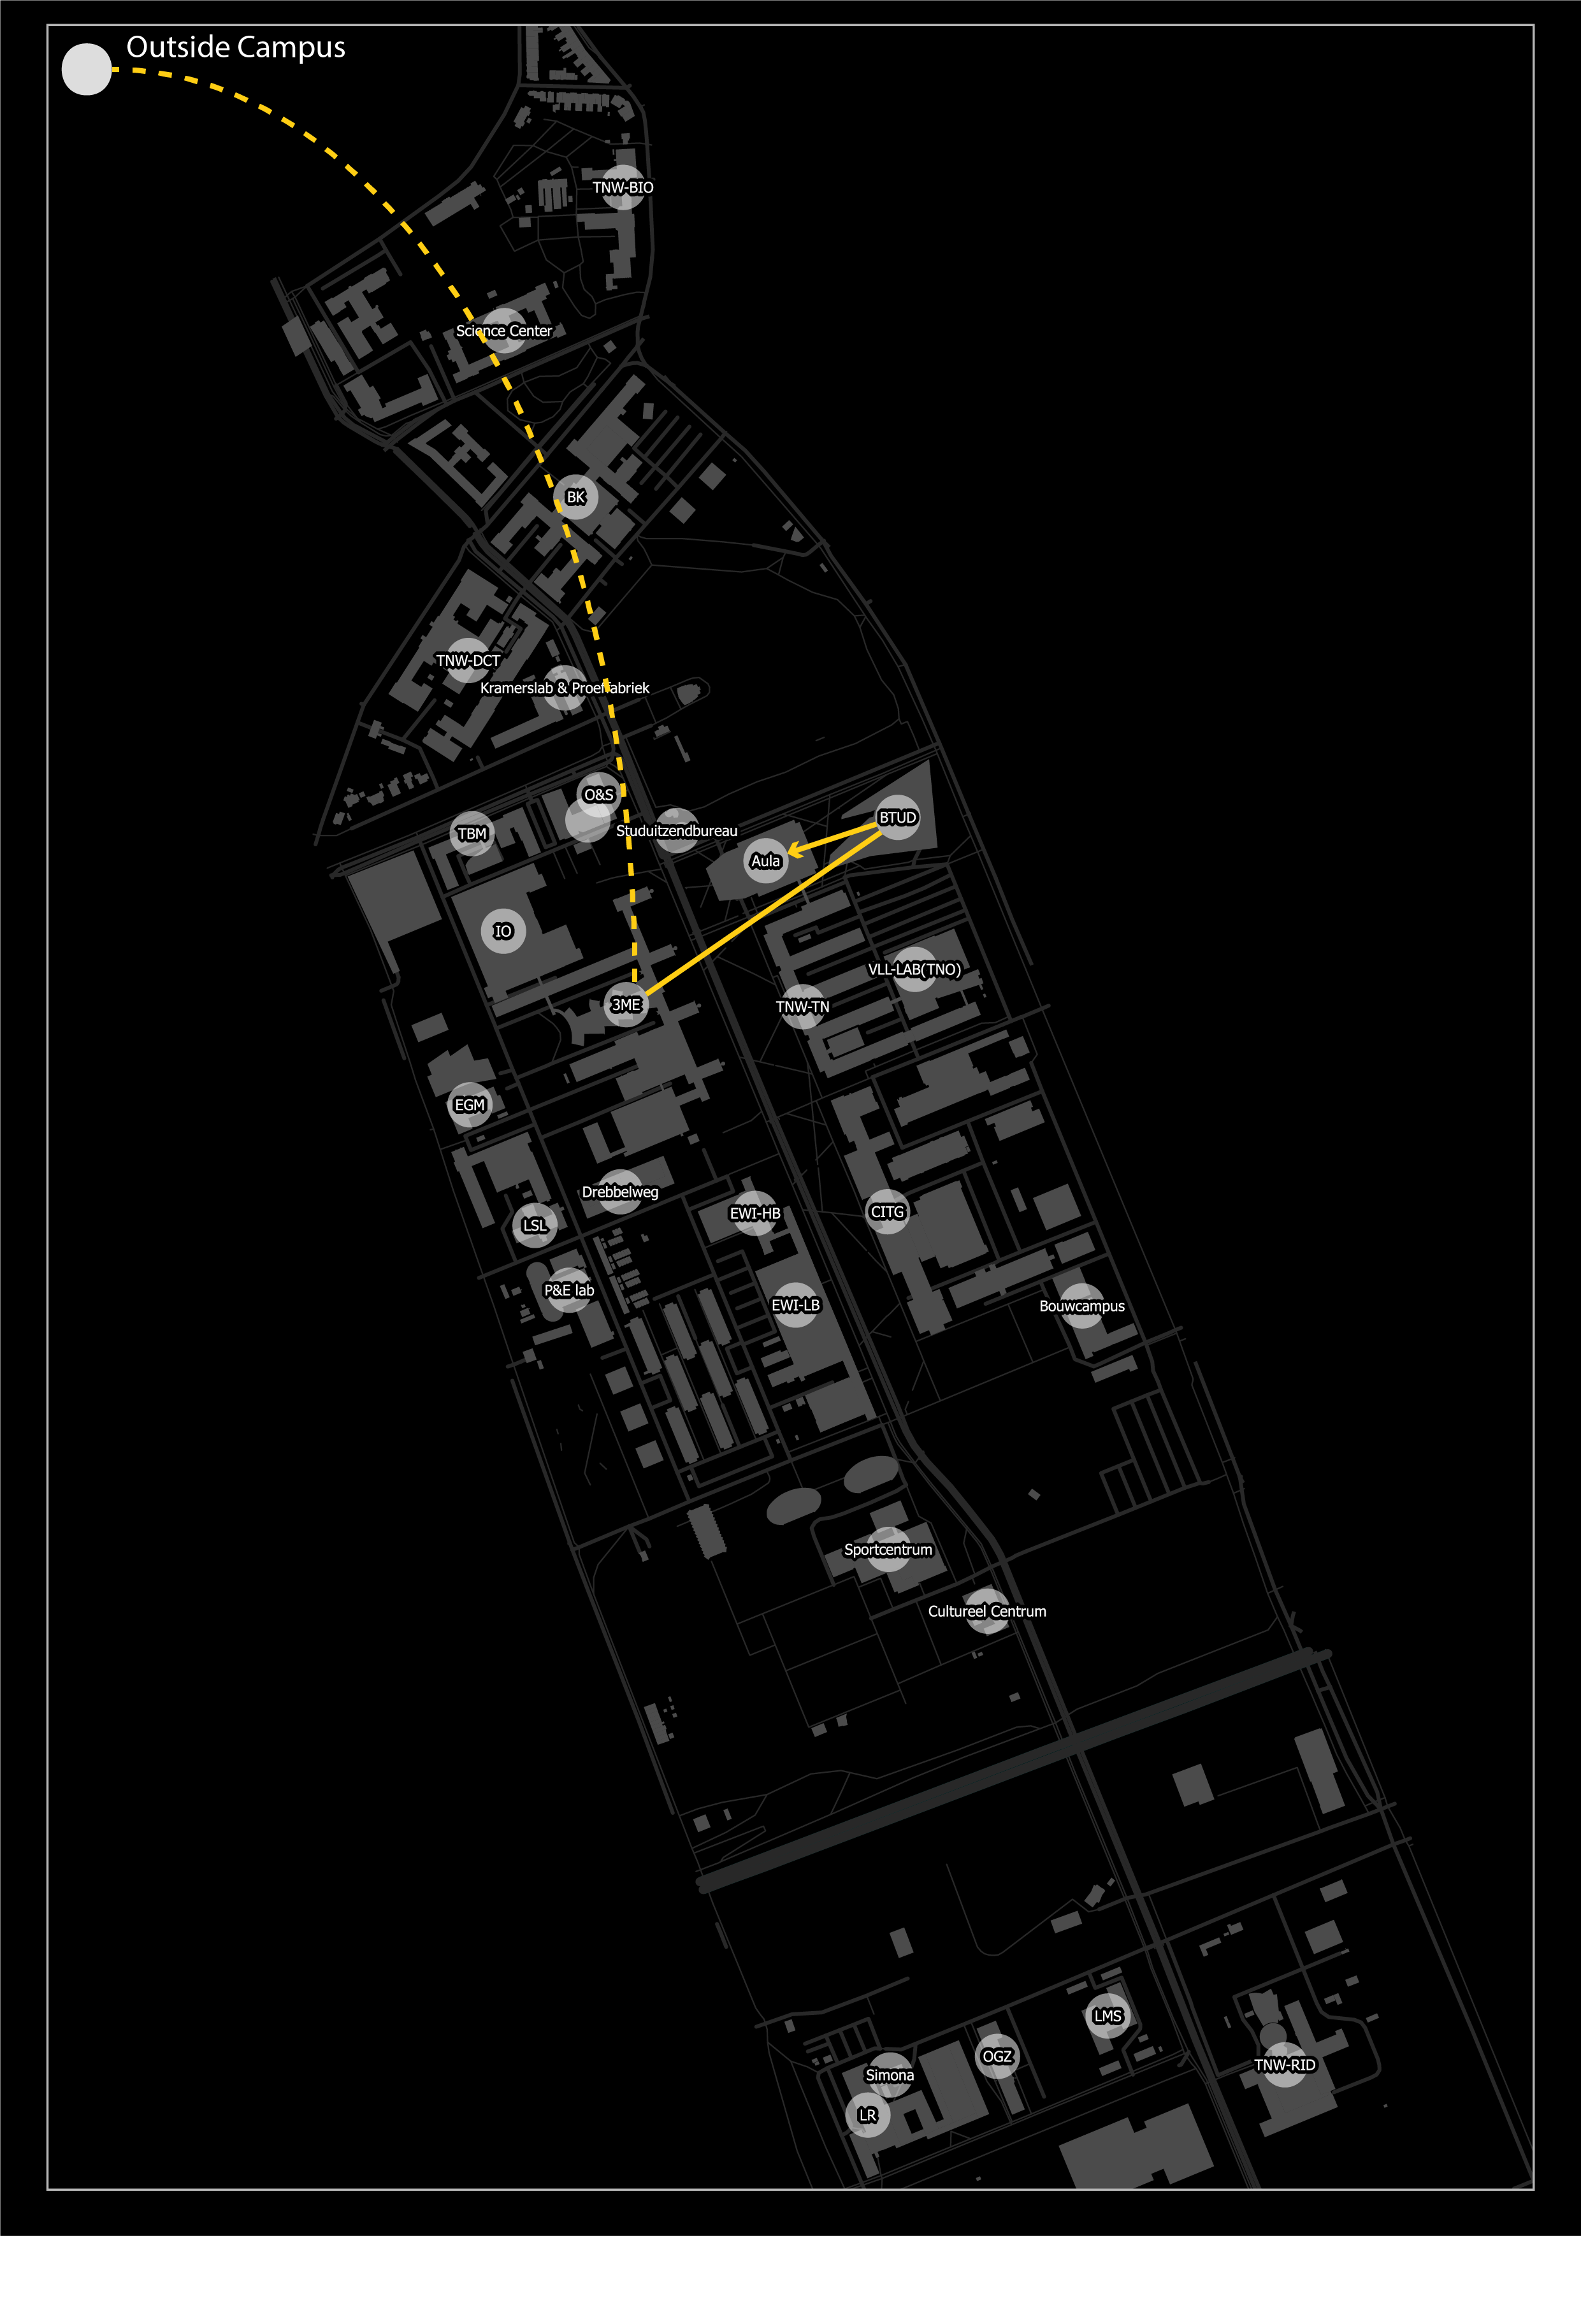 Outside Campus
TNW-BIO
Science Center
BK
TNW-DCT
Kramerslab & Proeffabriek
O&S
BTUD
Studuitzendbureau
TBM
Aula
IO
VLL-LAB(TNO)
3ME
TNW-TN
EGM
Drebbelweg
EWI-HB
CITG
LSL
P&E lab
EWI-LB
Bouwcampus
Sportcentrum
Cultureel Centrum
LMS
OGZ
TNW-RID
Simona
LR